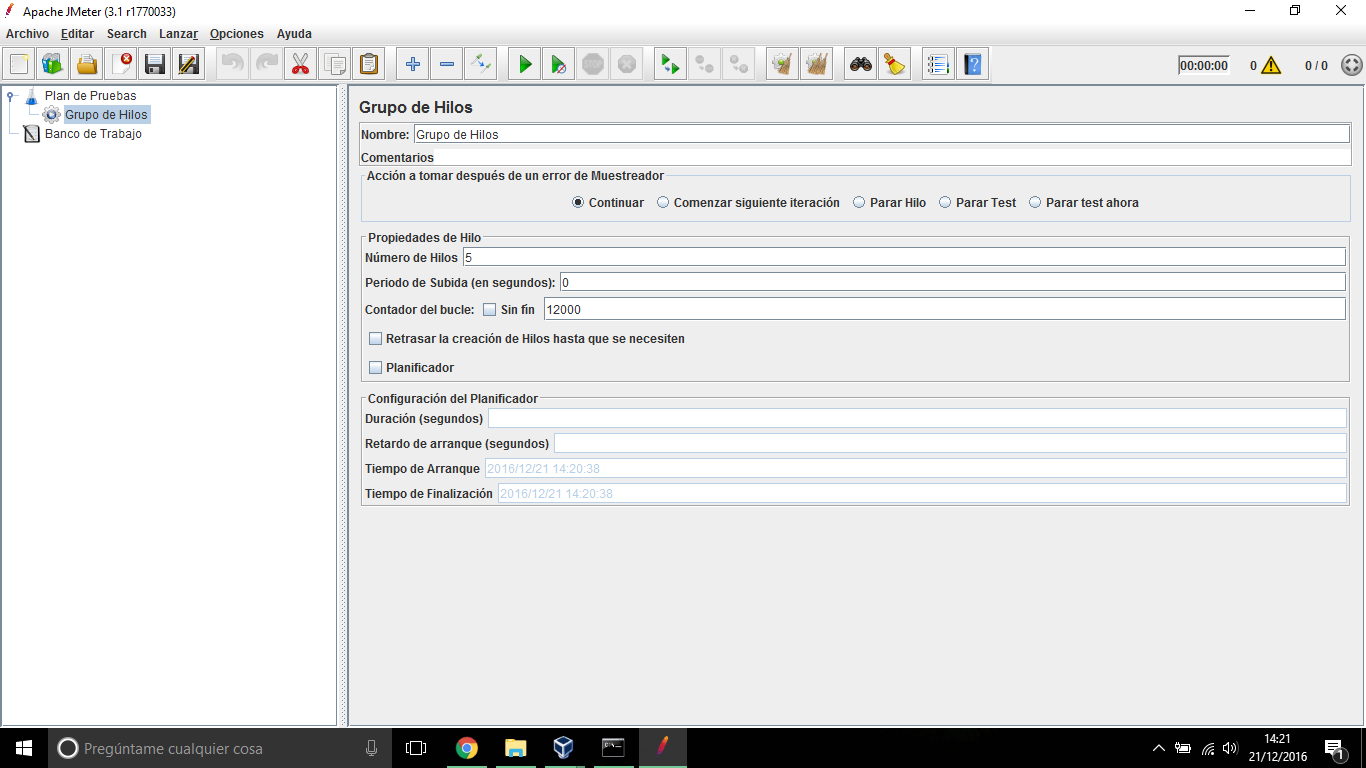 Apache JMeter (3.1 r1770033)
Archivo Editar Search Lanzar Opciones Ayuda
STOP
00:00:00 0 0 / 0
?
Plan de Pruebas
Grupo de Hilos
Banco de Trabajo
Grupo de Hilos
Nombre: Grupo de Hilos
Comentarios
Acción a tomar después de un error de Muestreador
Continuar Comenzar siguiente iteración Parar Hilo Parar Test Parar test ahora
Propiedades de Hilo
Número de Hilos 5
Periodo de Subida (en segundos): 0
Contador del bucle: Sin fin 12000
Retrasar la creación de Hilos hasta que se necesiten
Planificador
Configuración del Planificador
Duración (segundos)
Retardo de arranque (segundos)
Tiempo de Arranque 2016/12/21 14:20:38
Tiempo de Finalización 2016/12/21 14:20:38
Pregúntame cualquier cosa
14:21
21/12/2016
1